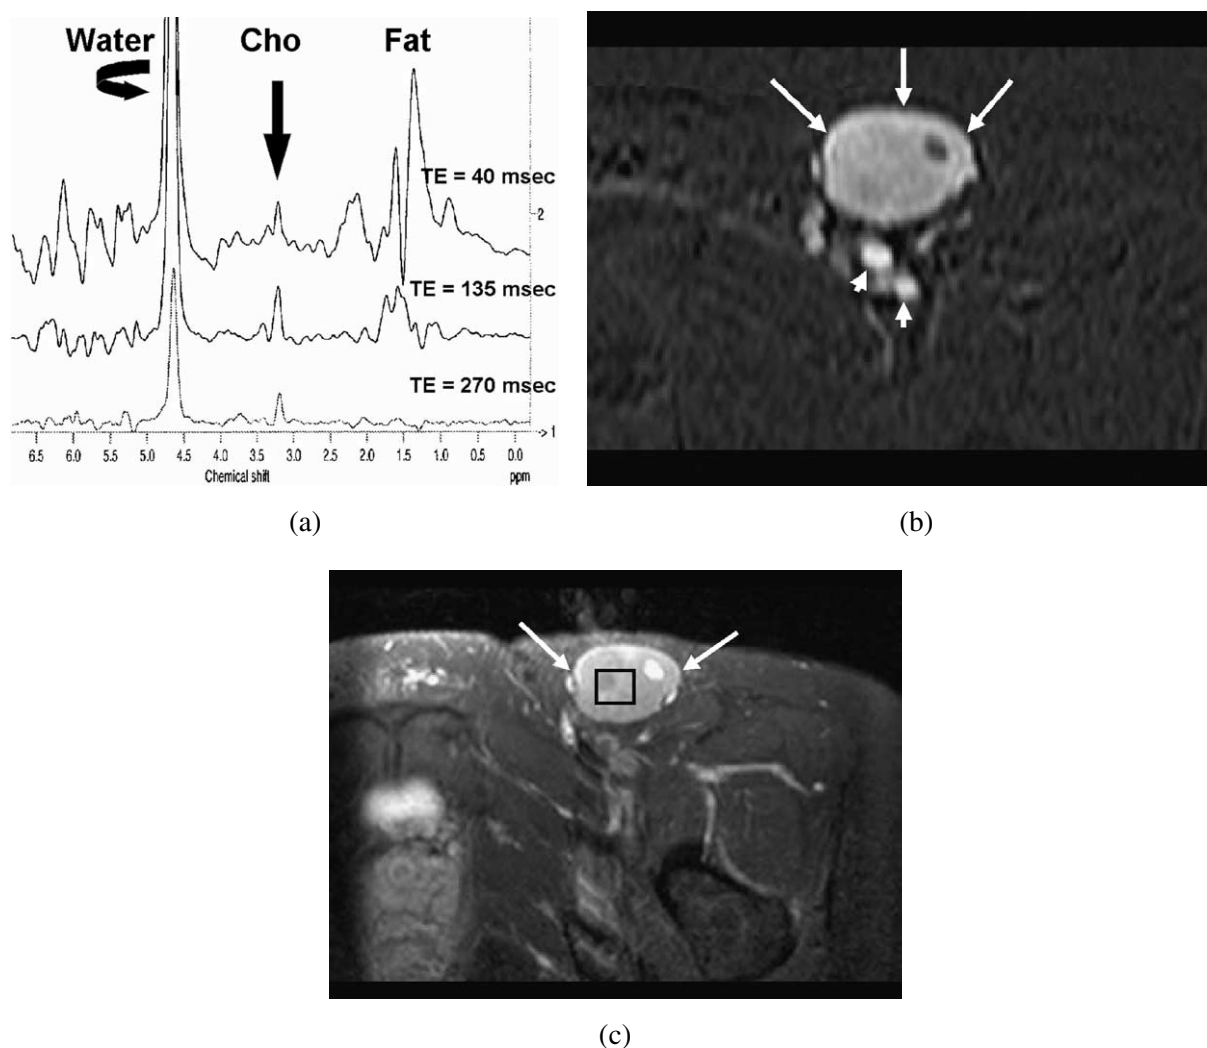 Water Cho Fat
TE = 40 msec
2
TE = 135 msec
TE = 270 msec
>1
6.5 6.0 5.5 5.0 4.5 4.0 3.5 3.0 2.5 2.0 1.5 1.0 0.5 0.0
Chemical shift ppm
(a)
(b)
(c)